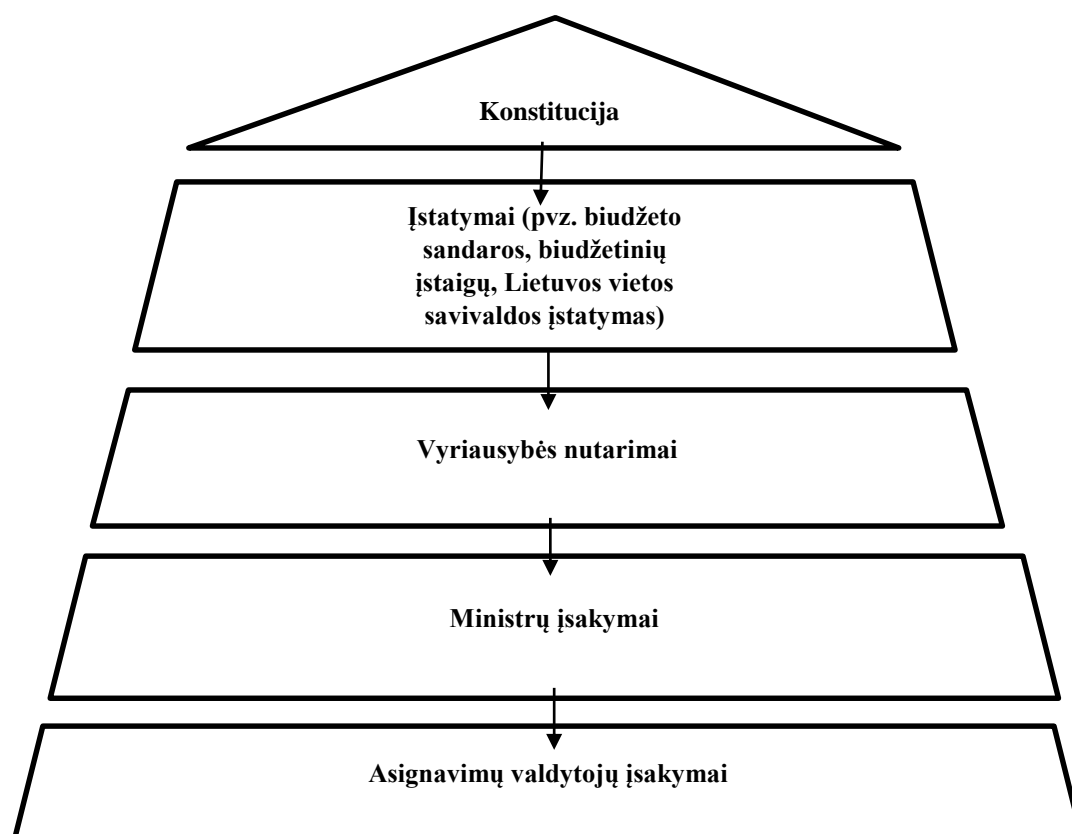 Konstitucija
Įstatymai (pvz. biudžeto
sandaros, biudžetinių
įstaigų, Lietuvos vietos
savivaldos įstatymas)
Vyriausybės nutarimai
Ministrų įsakymai
Asignavimų valdytojų įsakymai